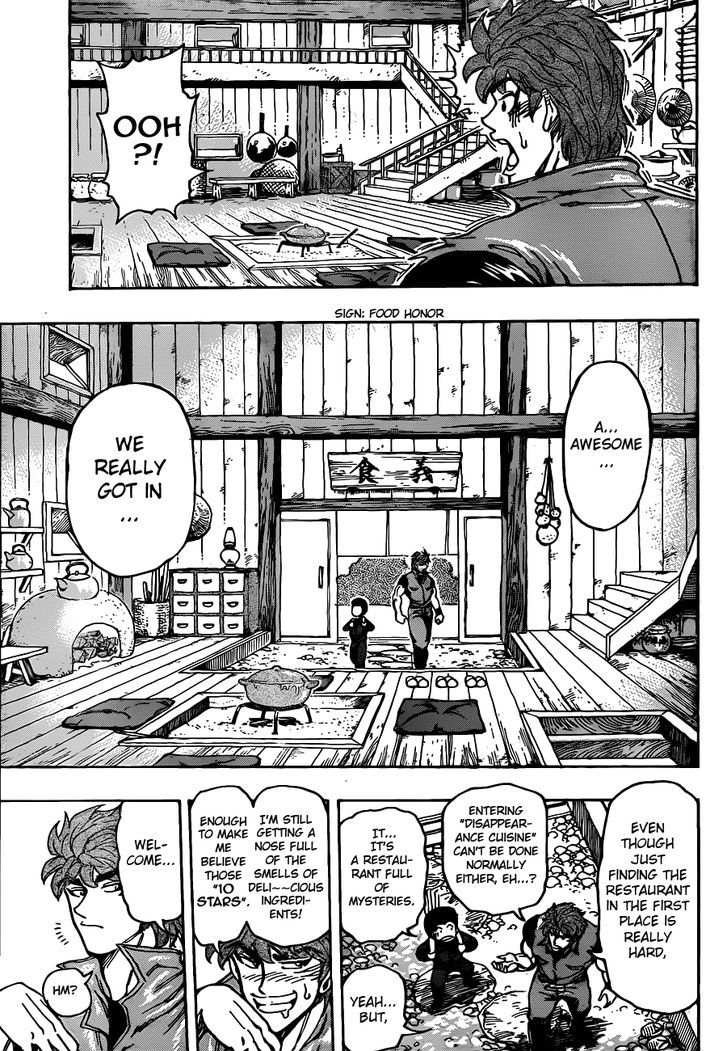 OOH
?!
SIGN: FOOD HONOR
A...
AWESOME
...
食義
WE
REALLY
GOT IN
...
EVEN
THOUGH
JUST
FINDING THE
RESTAURANT
IN THE FIRST
PLACE IS
REALLY
HARD,
ENTERING
"DISAPPEAR-
ANCE CUISINE"
CAN'T BE DONE
NORMALLY
EITHER, EH...?
IT...
IT'S
A RESTAU-
RANT FULL
OF
MYSTERIES.
YEAH...
BUT,
I'M STILL
GETTING A
NOSE FULL
OF THE
SMELLS OF
DELI~~CIOUS
INGREDI-
ENTS!
ENOUGH
TO MAKE
ME
BELIEVE
THOSE
"10
STARS".
WEL-
COME...
HM?